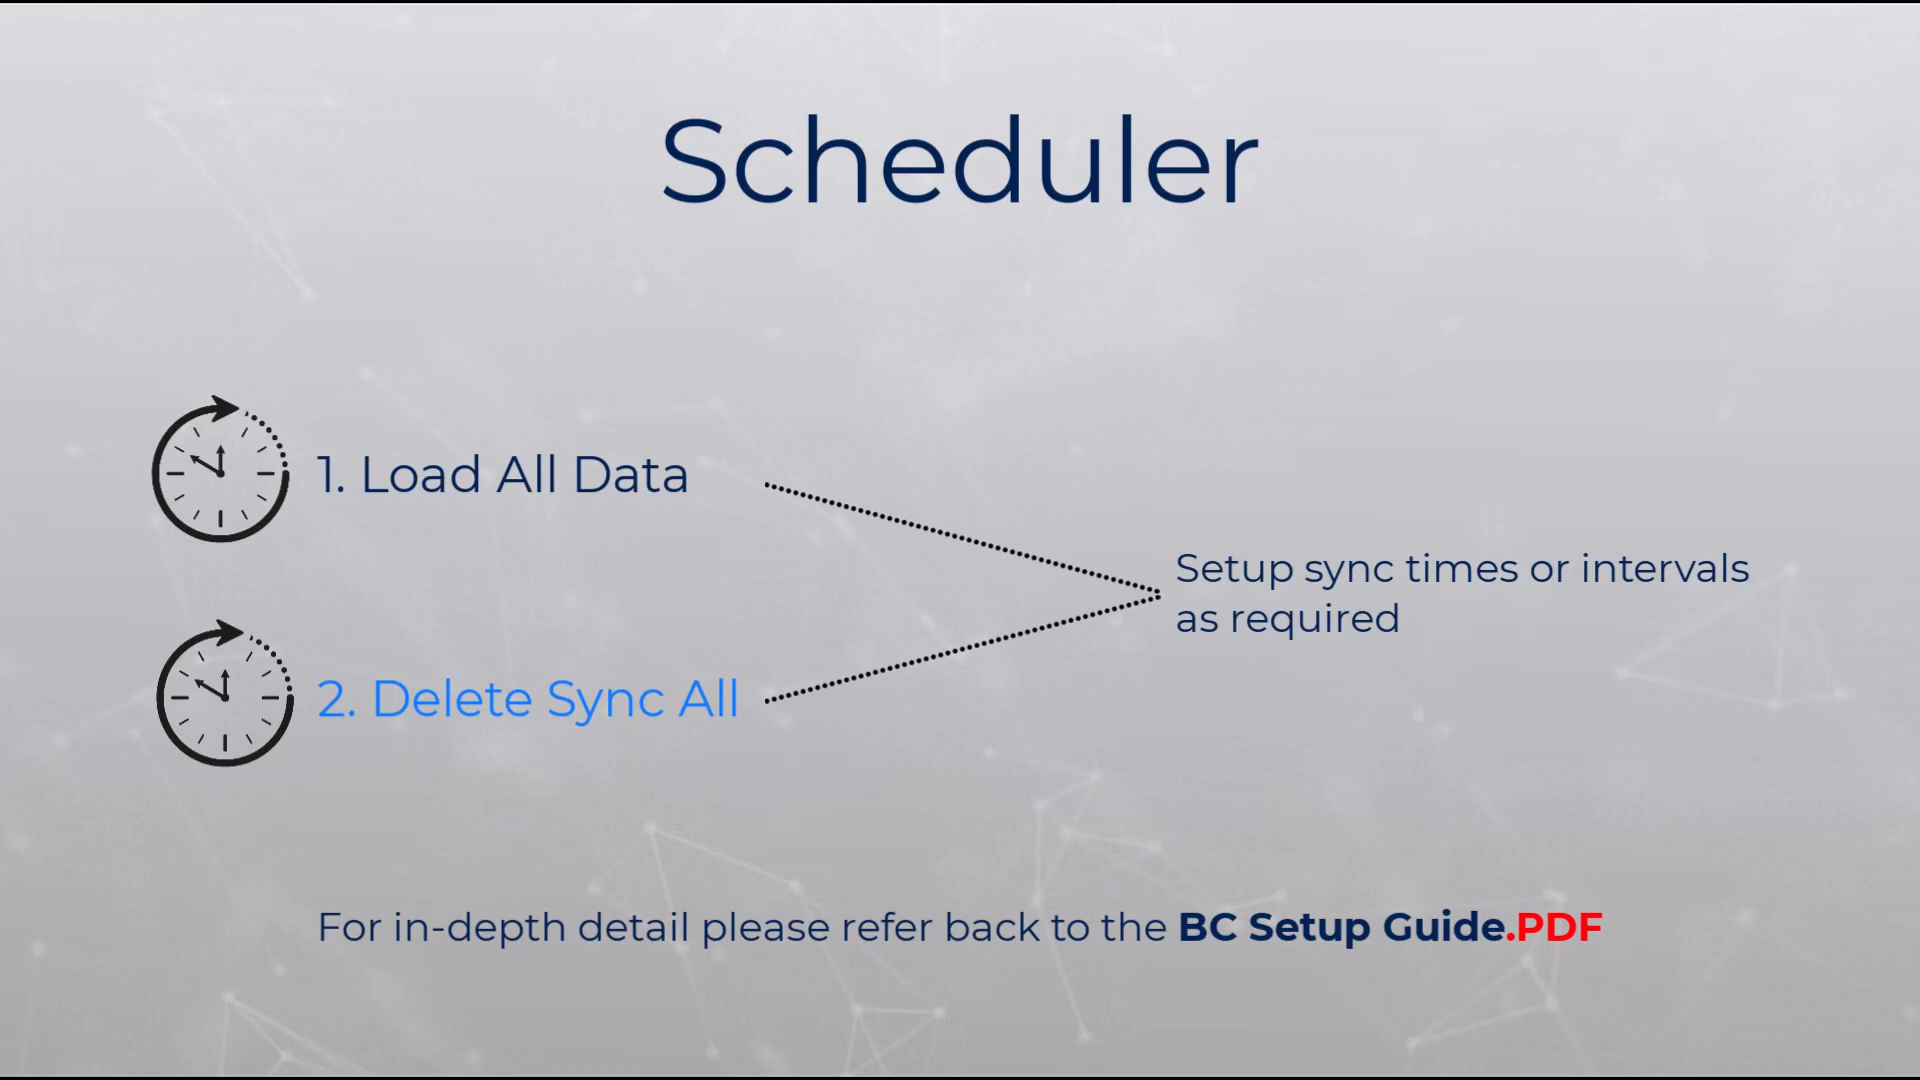 Scheduler
1. Load All Data
2. Delete Sync All
Setup sync times or intervals
as required
For in-depth detail please refer back to the BC Setup Guide.PDF